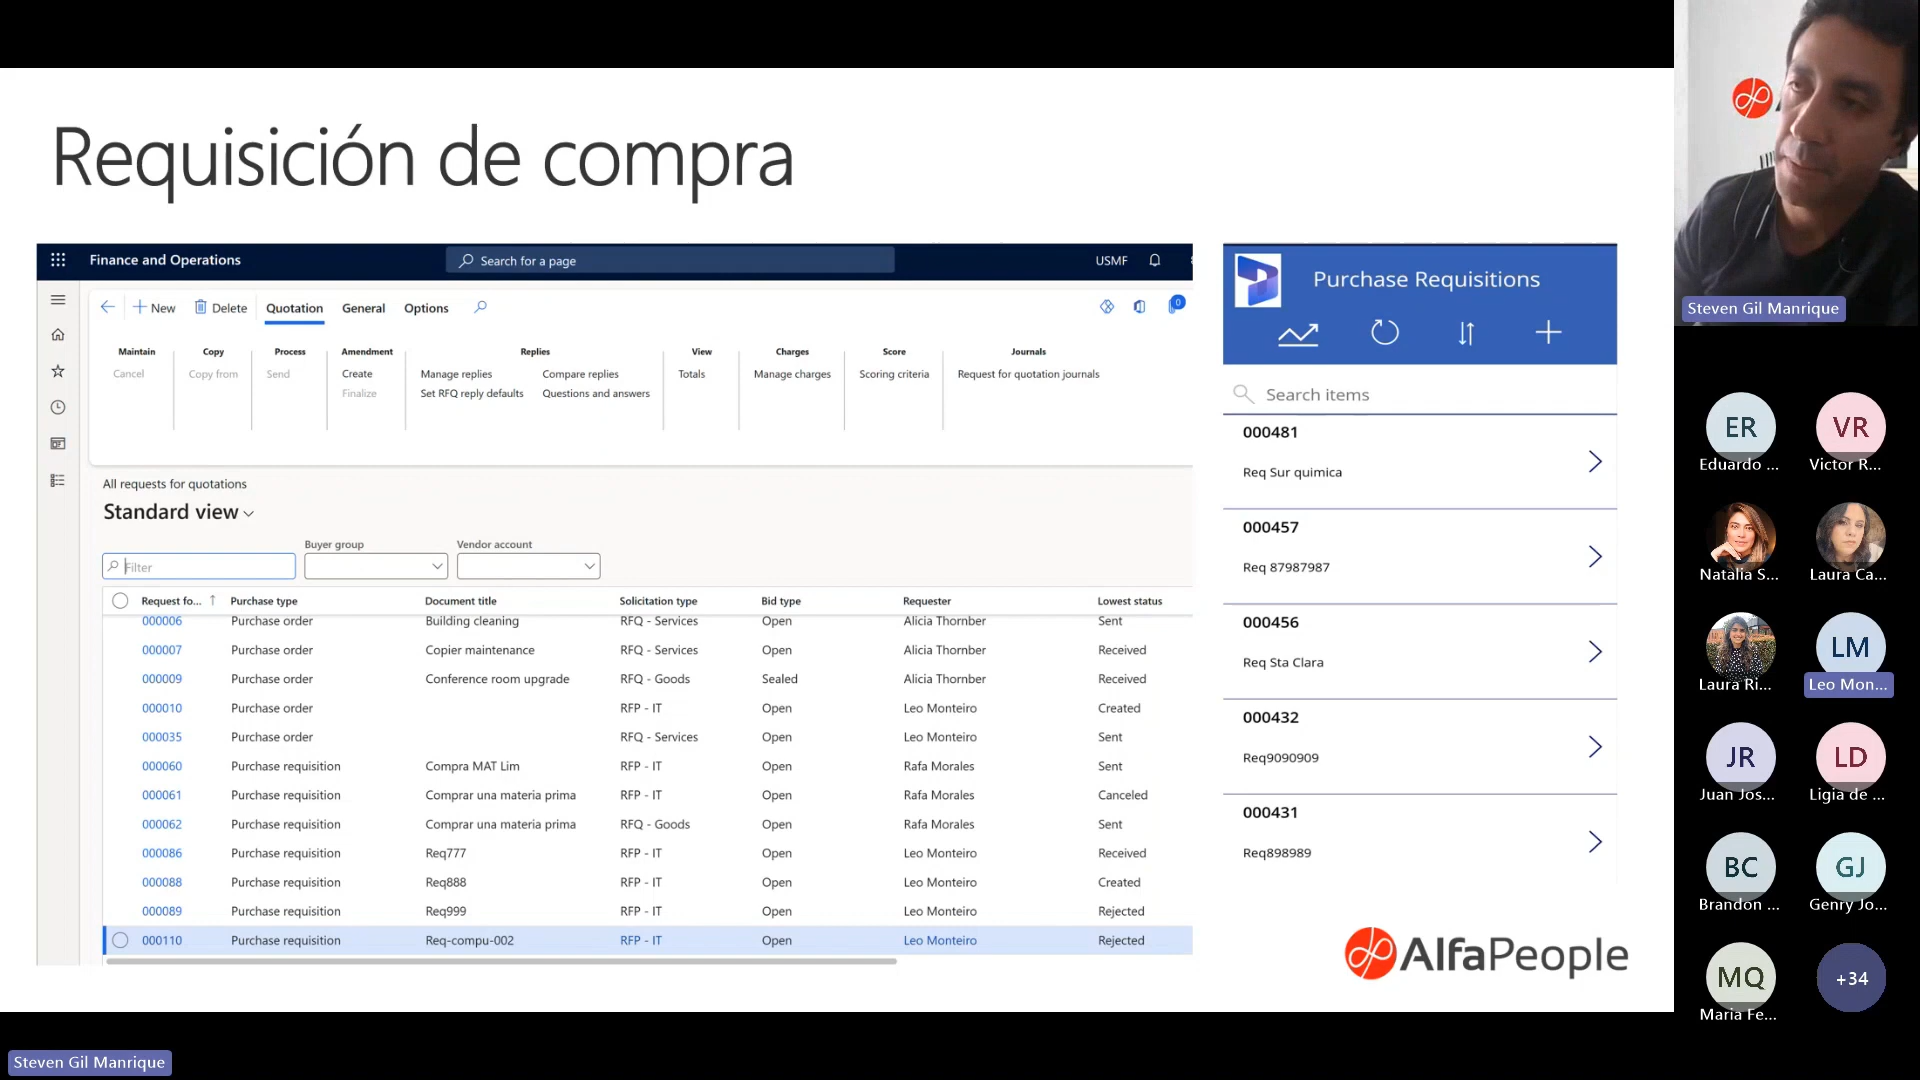 Requisición de compra
Finance and Operations
Search for a page
USMF
New
Delete
Quotation
General
Options
0
Maintain
Copy
Process
Amendment
Replies
View
Charges
Score
Journals
Cancel
Copy from
Send
Create
Manage replies
Compare replies
Totals
Manage charges
Scoring criteria
Request for quotation journals
Finalize
Set RFQ reply defaults
Questions and answers
All requests for quotations
Standard view
Buyer group
Vendor account
Filter
Request fo... Purchase type Document title Solicitation type Bid type Requester Lowest status
000006 Purchase order Building cleaning RFQ - Services Open Alicia Thornber Sent
000007 Purchase order Copier maintenance RFQ - Services Open Alicia Thornber Received
000009 Purchase order Conference room upgrade RFQ - Goods Sealed Alicia Thornber Received
000010 Purchase order RFP - IT Open Leo Monteiro Created
000035 Purchase order RFQ - Services Open Leo Monteiro Sent
000060 Purchase requisition Compra MAT Lim RFP - IT Open Rafa Morales Sent
000061 Purchase requisition Comprar una materia prima RFP - IT Open Rafa Morales Canceled
000062 Purchase requisition Comprar una materia prima RFQ - Goods Open Rafa Morales Sent
000086 Purchase requisition Req777 RFP - IT Open Leo Monteiro Received
000088 Purchase requisition Req888 RFP - IT Open Leo Monteiro Created
000089 Purchase requisition Req999 RFP - IT Open Leo Monteiro Rejected
000110 Purchase requisition Req-compu-002 RFP - IT Open Leo Monteiro Rejected
Purchase Requisitions
Search items
000481
Req Sur quimica
000457
Req 87987987
000456
Req Sta Clara
000432
Req9090909
000431
Req898989
AlfaPeople
Steven Gil Manrique
ER
Eduardo ...
VR
Victor R...
Natalia S...
Laura Ca...
Laura Ri...
LM
Leo Mon...
JR
Juan Jos...
LD
Ligia de ...
BC
Brandon ...
GJ
Genry Jo...
MQ
Maria Fe...
+34
Steven Gil Manrique